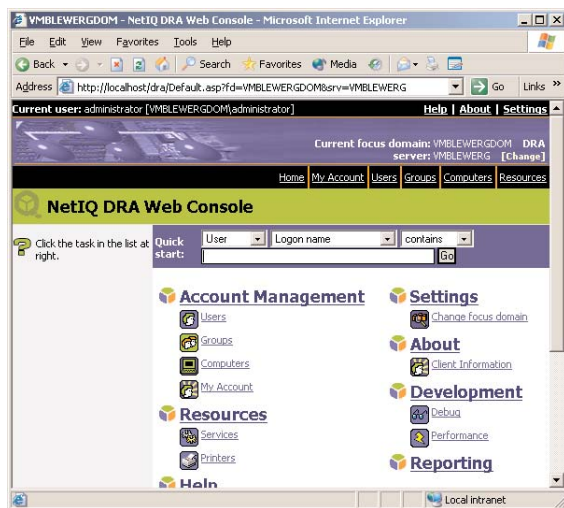 VMBLEWERGDOM - NetIQ DRA Web Console - Microsoft Internet Explorer
File Edit View Favorites Tools Help
Back Search Favorites Media
Address http://localhost/dra/Default.asp?fd=VMBLEWERGDOM&srv=VMBLEWERG Go Links »
Current user: administrator [VMBLEWERGDOM\administrator] Help | About | Settings
Current focus domain: VMBLEWERGDOM DRA
server: VMBLEWERG [Change]
Home My Account Users Groups Computers Resources
NetIQ DRA Web Console
Click the task in the list at right.
Quick start: User Logon name contains
Go
Account Management
Users
Groups
Computers
My Account
Resources
Services
Printers
Help
Settings
Change focus domain
About
Client Information
Development
Debug
Performance
Reporting
Local intranet